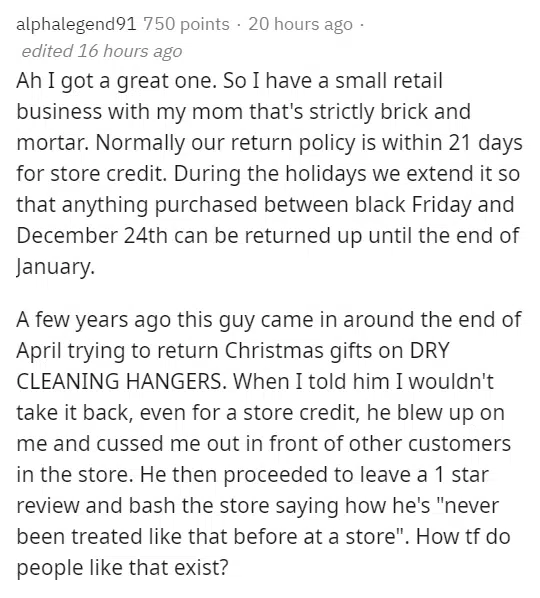 alphalegend91 750 points · 20 hours ago ·
edited 16 hours ago
Ah I got a great one. So I have a small retail
business with my mom that's strictly brick and
mortar. Normally our return policy is within 21 days
for store credit. During the holidays we extend it so
that anything purchased between black Friday and
December 24th can be returned up until the end of
January.
A few years ago this guy came in around the end of
April trying to return Christmas gifts on DRY
CLEANING HANGERS. When I told him I wouldn't
take it back, even for a store credit, he blew up on
me and cussed me out in front of other customers
in the store. He then proceeded to leave a 1 star
review and bash the store saying how he's "never
been treated like that before at a store". How tf do
people like that exist?